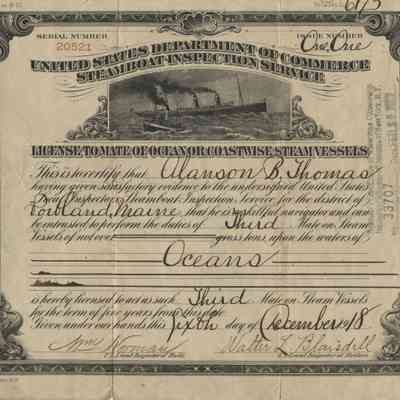 675
SERIAL NUMBER
20521
ISSUE NUMBER
One, One
UNITED STATES DEPARTMENT OF COMMERCE
STEAMBOAT-INSPECTION SERVICE
LICENSE TO MATE OF OCEAN OR COASTWISE STEAM VESSELS
This is to certify that Alanson B. Thomas
having given satisfactory evidence to the undersigned United States
Local Inspectors, Steamboat-Inspection Service, for the district of
Portland, Maine that he is a skillful navigator and can
be intrusted to perform the duties of Third Mate on Steam
Vessels of not over gross tons, upon the waters of
Oceans
is hereby licensed to act as such Third Mate on Steam Vessels
for the term of five years from this date.
Given under our hands this Sixth day of December 1918
Wm Norman
Walter L Blaisdell
33707